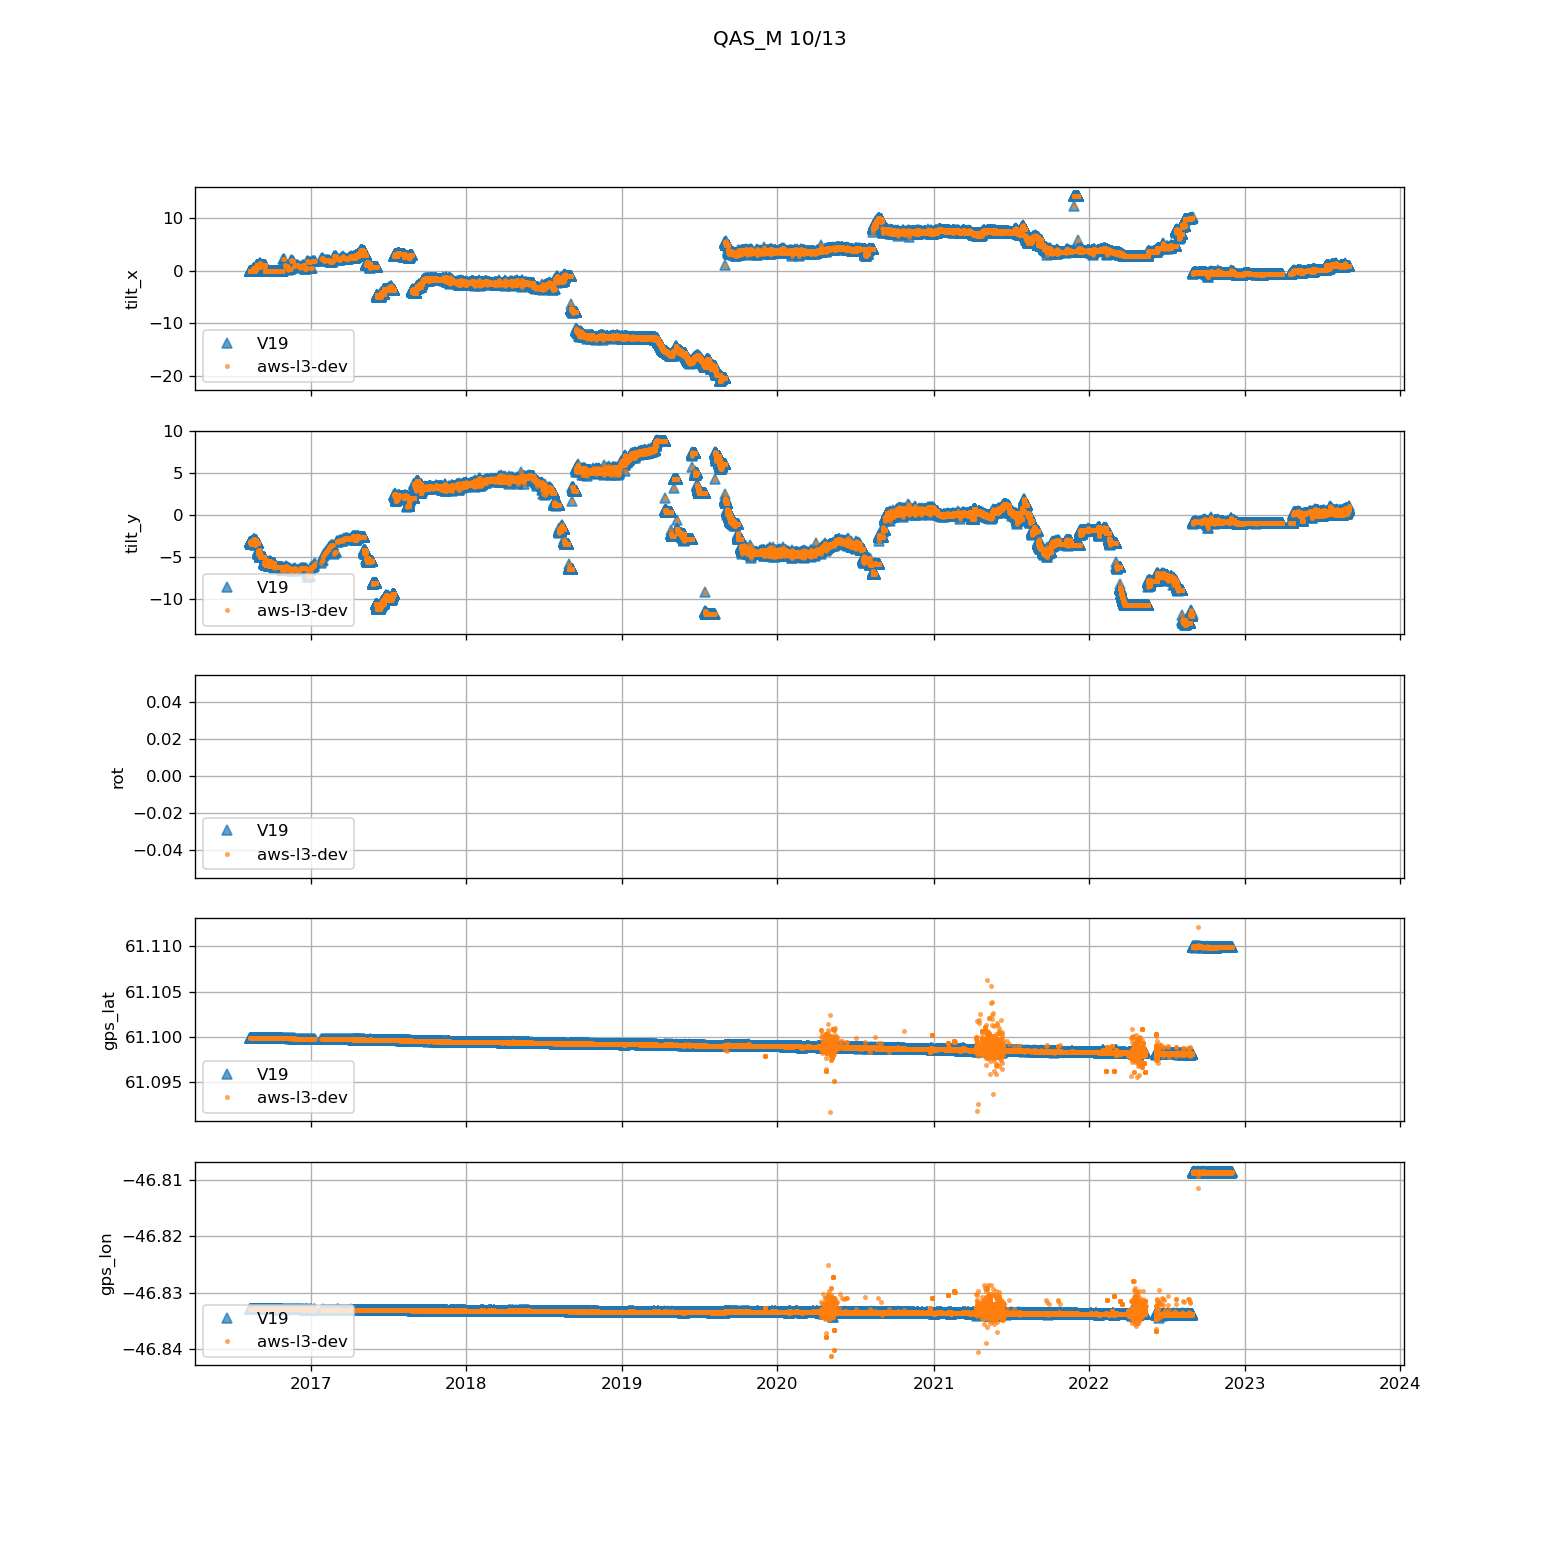 QAS_M 10/13
10
0
−10
−20
tilt_x
V19
aws-l3-dev
10
5
0
−5
−10
tilt_y
V19
aws-l3-dev
0.04
0.02
0.00
−0.02
−0.04
rot
V19
aws-l3-dev
61.110
61.105
61.100
61.095
gps_lat
V19
aws-l3-dev
−46.81
−46.82
−46.83
−46.84
gps_lon
V19
aws-l3-dev
2017 2018 2019 2020 2021 2022 2023 2024